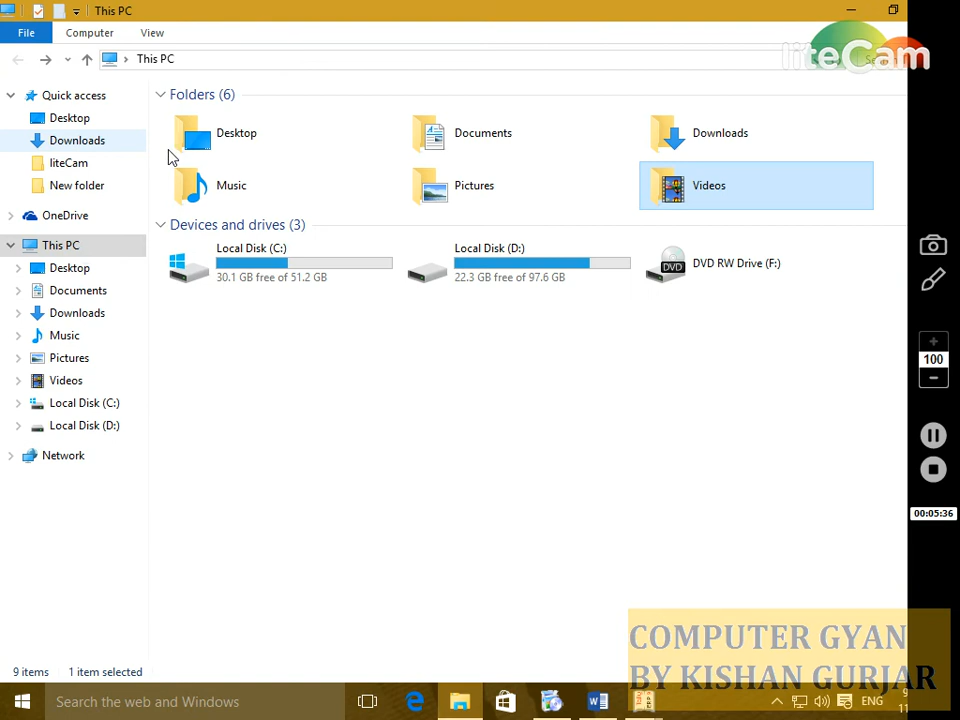 This PC
File Computer View
This PC
liteCam
Quick access
Desktop
Downloads
liteCam
New folder
OneDrive
This PC
Desktop
Documents
Downloads
Music
Pictures
Videos
Local Disk (C:)
Local Disk (D:)
Network
Folders (6)
Desktop
Documents
Downloads
Music
Pictures
Videos
Devices and drives (3)
Local Disk (C:)
30.1 GB free of 51.2 GB
Local Disk (D:)
22.3 GB free of 97.6 GB
DVD
DVD RW Drive (F:)
100
00:05:36
9 items 1 item selected
COMPUTER GYAN
BY KISHAN GURJAR
Search the web and Windows
ENG